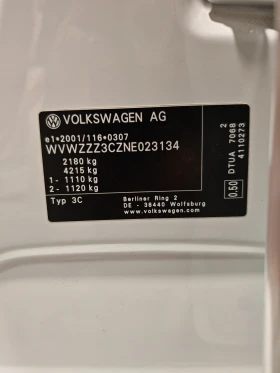 VOLKSWAGEN AG
e1*2001/116*0307
WVWZZZ3CZNE023134
2180 kg
4215 kg
1 - 1110 kg
2 - 1120 kg
Typ 3C
Berliner Ring 2
DE - 38440 Wolfsburg
www.volkswagen.com
2
DTUA 7068
4110273
0.50